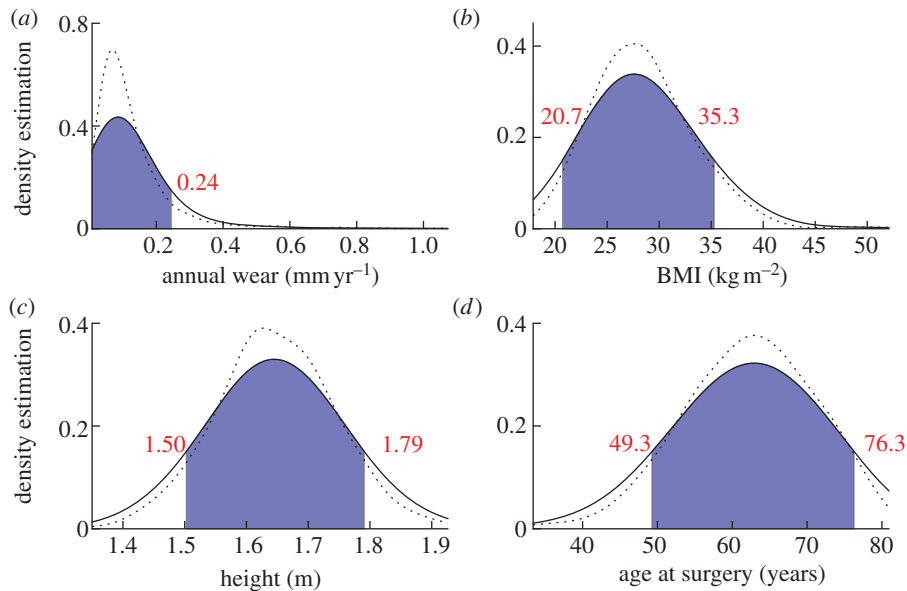 (a)
0.8
0.4
0
density estimation
0.24
0.2 0.4 0.6 0.8 1.0
annual wear (mm yr⁻¹)
(b)
0.4
0.2
0
20.7 35.3
20 25 30 35 40 45 50
BMI (kg m⁻²)
(c)
0.4
0.2
0
density estimation
1.50 1.79
1.4 1.5 1.6 1.7 1.8 1.9
height (m)
(d)
0.4
0.2
0
49.3 76.3
40 50 60 70 80
age at surgery (years)